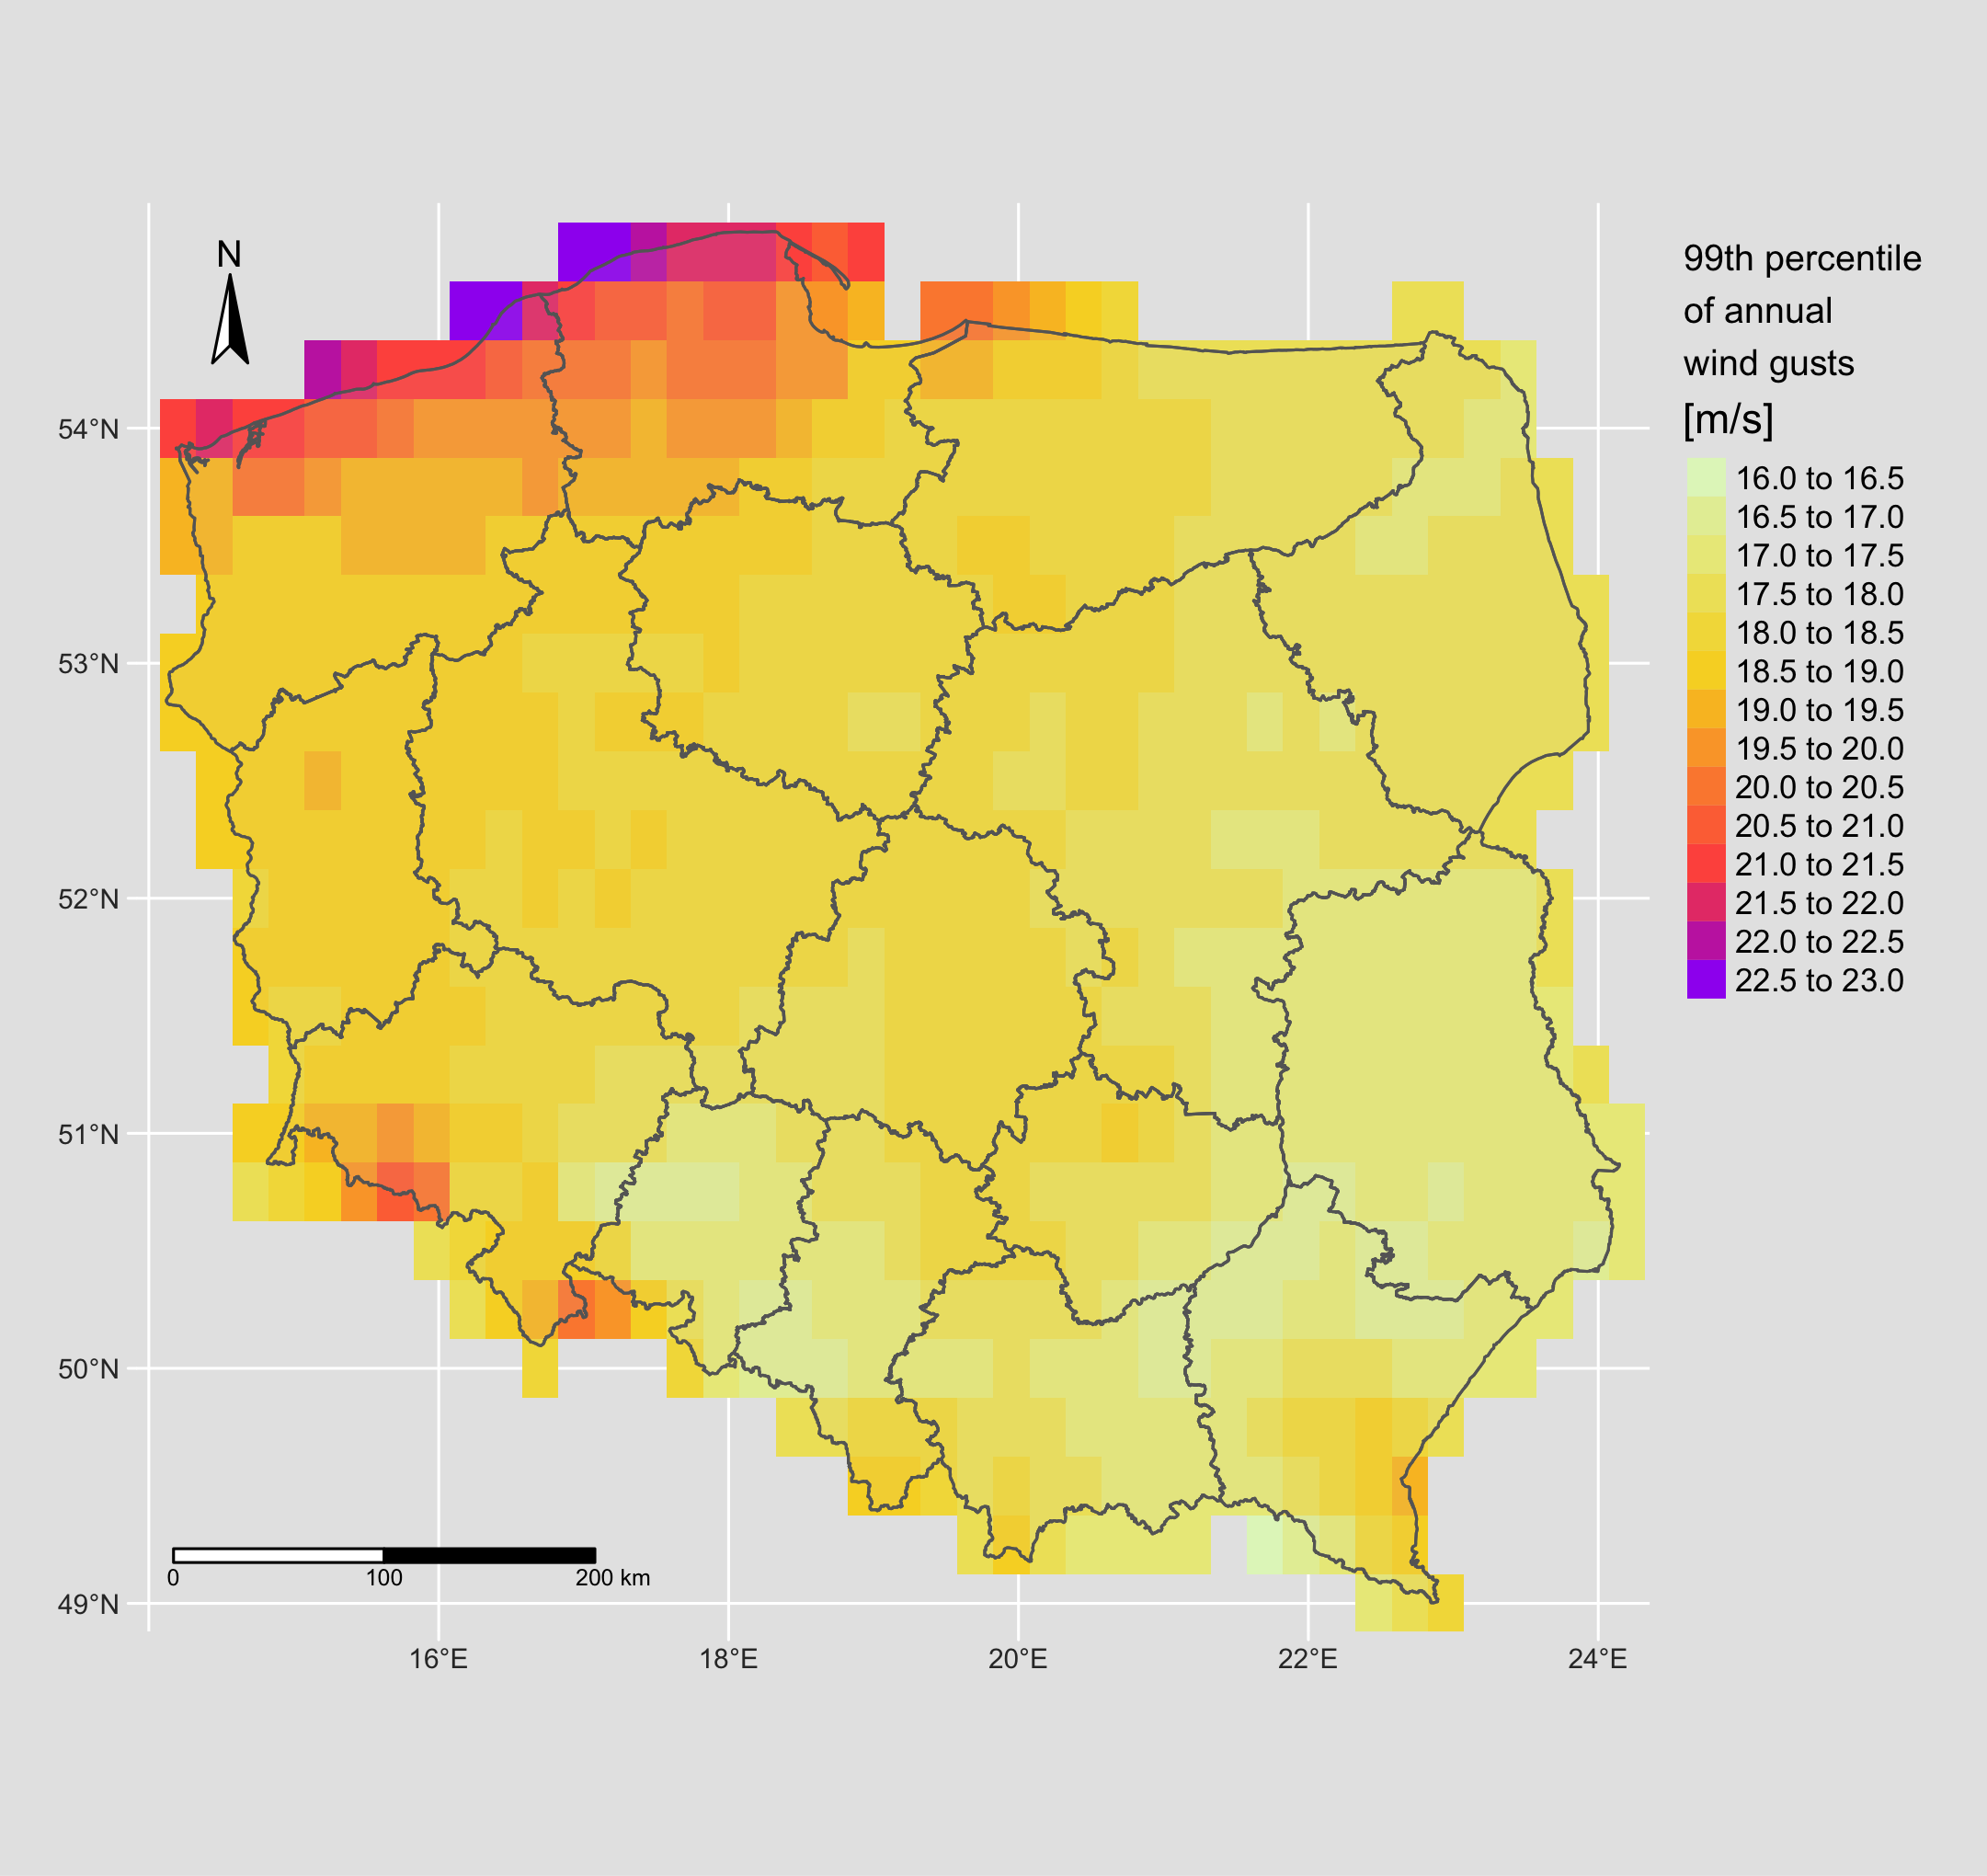 N
99th percentile
of annual
wind gusts
[m/s]
16.0 to 16.5
16.5 to 17.0
17.0 to 17.5
17.5 to 18.0
18.0 to 18.5
18.5 to 19.0
19.0 to 19.5
19.5 to 20.0
20.0 to 20.5
20.5 to 21.0
21.0 to 21.5
21.5 to 22.0
22.0 to 22.5
22.5 to 23.0
54°N
53°N
52°N
51°N
50°N
49°N
0 100 200 km
16°E 18°E 20°E 22°E 24°E